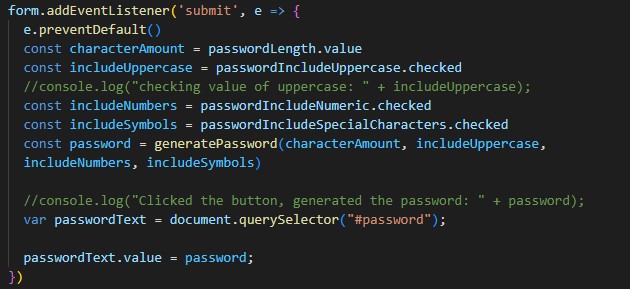 form.addEventListener('submit', e => {
  e.preventDefault()
  const characterAmount = passwordLength.value
  const includeUppercase = passwordIncludeUppercase.checked
  //console.log("checking value of uppercase: " + includeUppercase);
  const includeNumbers = passwordIncludeNumeric.checked
  const includeSymbols = passwordIncludeSpecialCharacters.checked
  const password = generatePassword(characterAmount, includeUppercase,
  includeNumbers, includeSymbols)

  //console.log("Clicked the button, generated the password: " + password);
  var passwordText = document.querySelector("#password");

  passwordText.value = password;
})